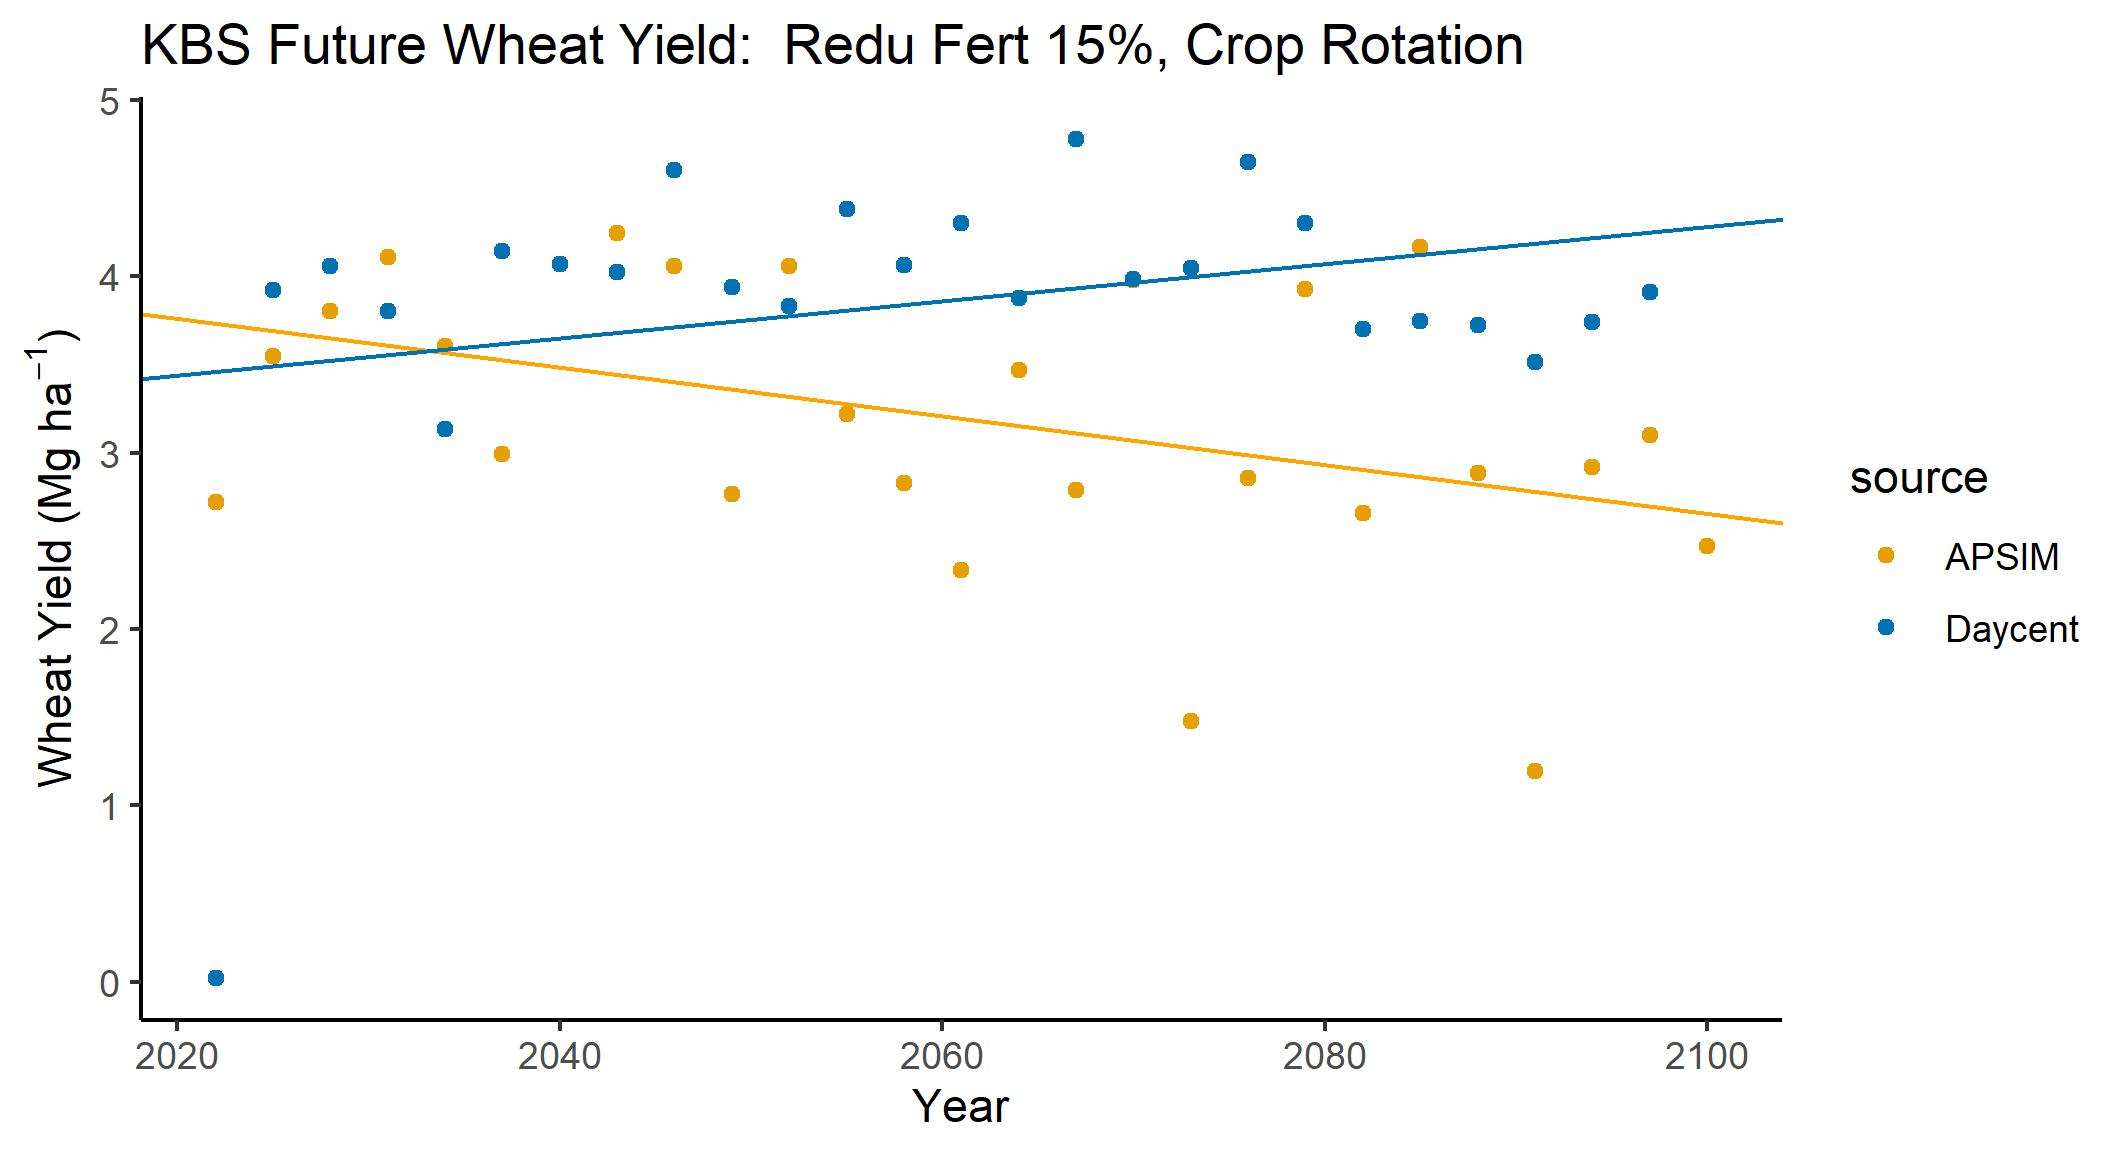 KBS Future Wheat Yield:  Redu Fert 15%, Crop Rotation
5
4
3
2
1
0
Wheat Yield (Mg ha⁻¹)
2020 2040 2060 2080 2100
Year
source
APSIM
Daycent